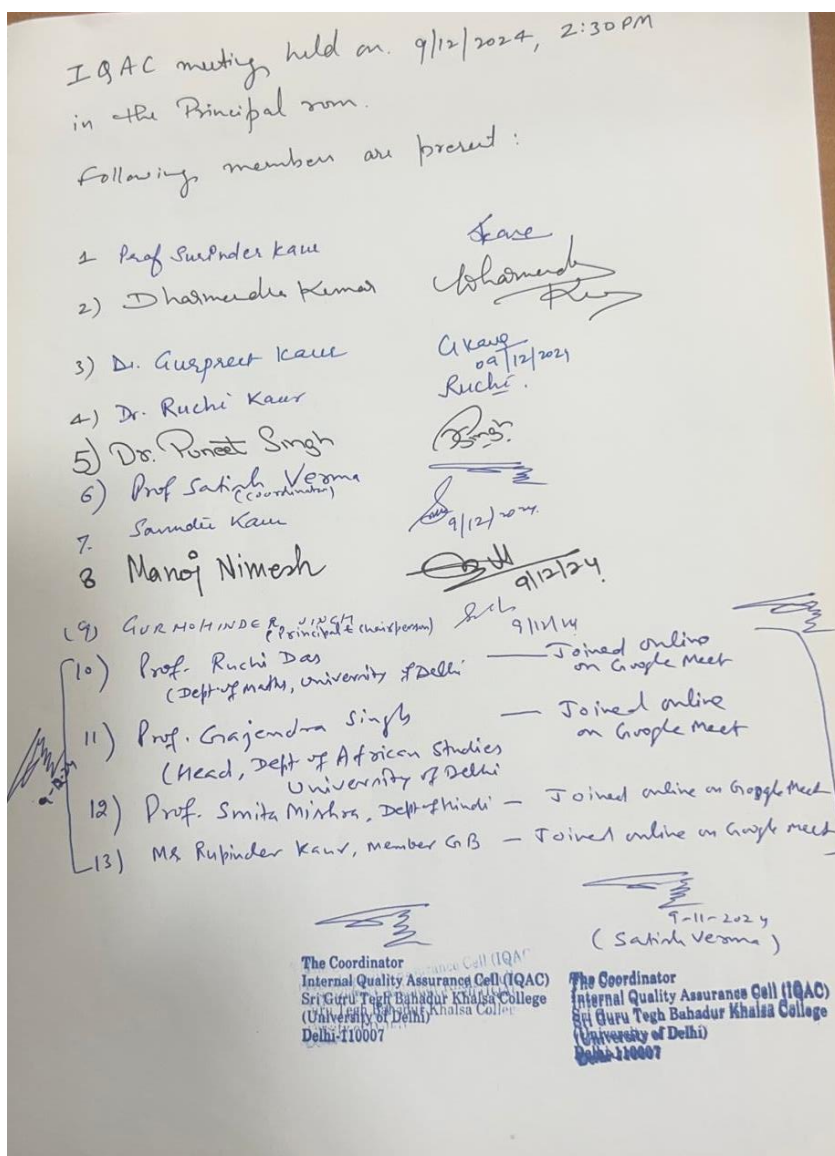 IQAC meeting held on. 9/12/2024, 2:30 PM
in the Principal room.
Following members are present :
1 Prof Surinder Kaur
2) Dharmendra Kumar Dharmendra
3) Dr. Gurpreet Kaur GKaur
09/12/2024
4) Dr. Ruchi Kaur Ruchi.
5) Dr. Puneet Singh Singh
6) Prof Satish Verma
(Coordinator)
7. Kaur 9/12/2024
8 Manoj Nimesh
9/12/24
(9) GURMOHINDER SINGH
(Principal & Chairperson)
9/12/24
10) Prof. Ruchi Das — Joined online
(Dept of Maths, University of Delhi on Google Meet
11) Prof. Gajendra Singh — Joined online
on Google Meet
(Head, Dept of African Studies
University of Delhi
12) Prof. Smita Mishra, Dept of Hindi — Joined online on Google Meet
13) Ms Rupinder Kaur, member GB — Joined online on Google meet
9-11-2024
(Satish Verma)
The Coordinator
Internal Quality Assurance Cell (IQAC)
Sri Guru Tegh Bahadur Khalsa College
(University of Delhi)
Delhi-110007
The Coordinator
Internal Quality Assurance Cell (IQAC)
Sri Guru Tegh Bahadur Khalsa College
(University of Delhi)
Delhi-110007